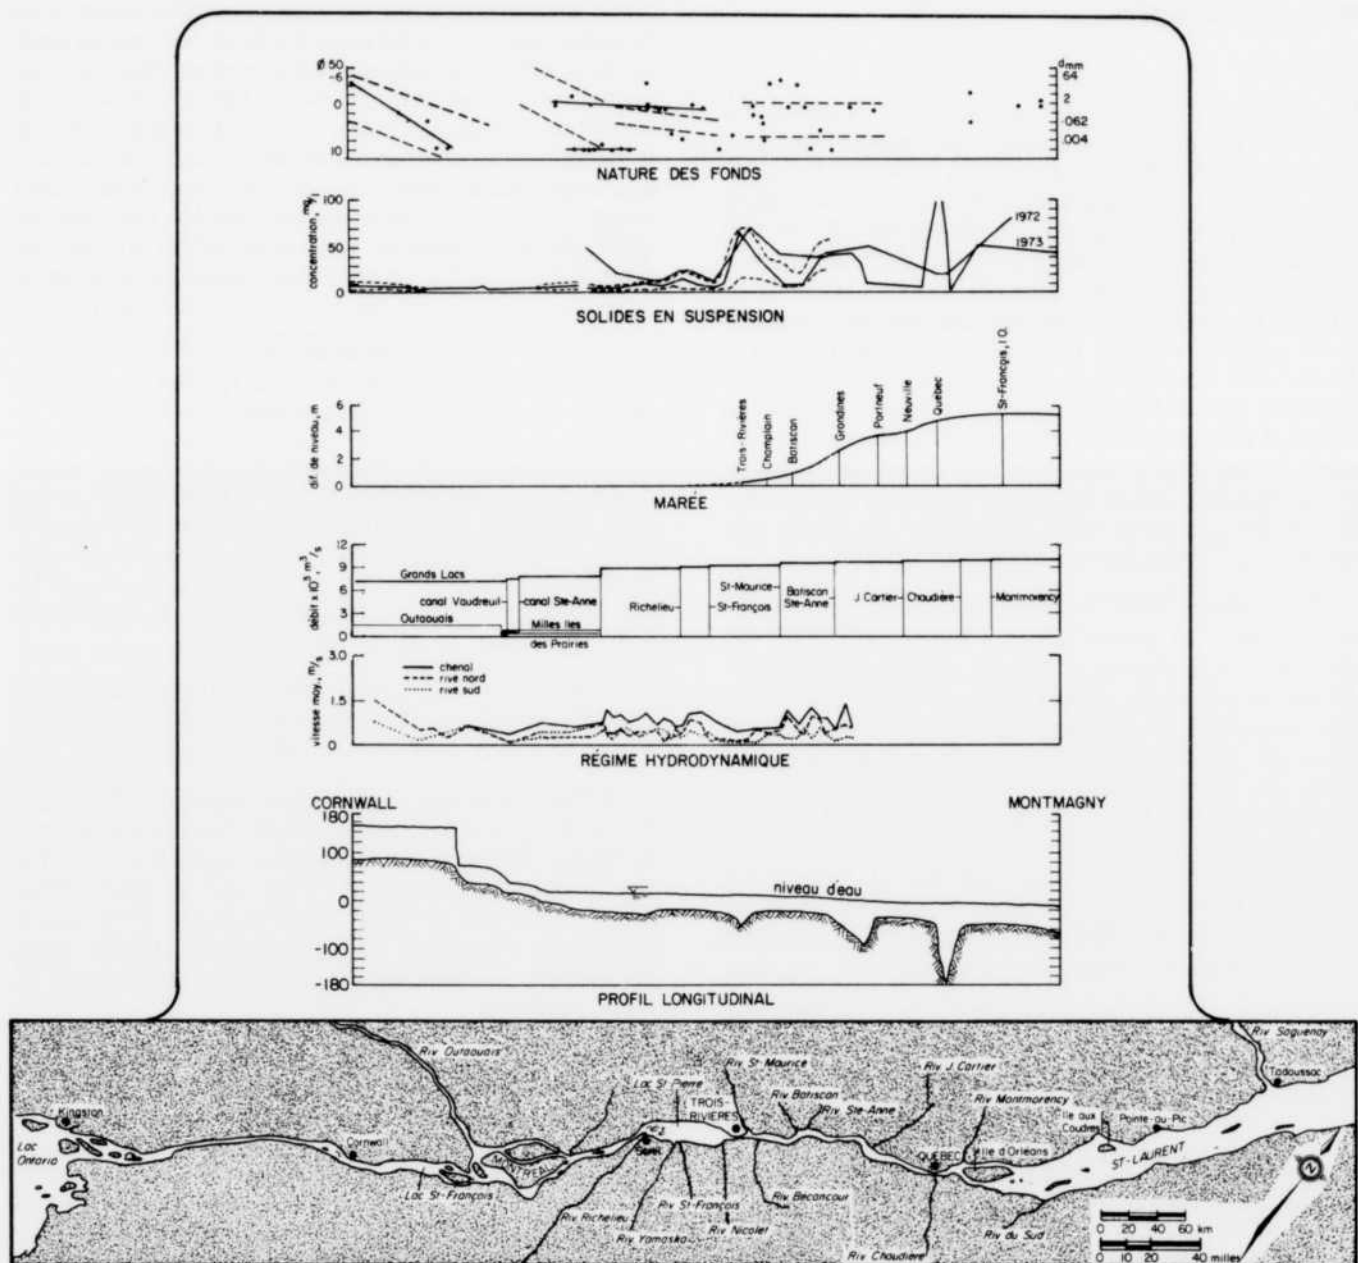 Ø 50
-6
0
10
dmm
64
2
.062
.004
NATURE DES FONDS
concentration, mg/l
100
50
0
1972
1973
SOLIDES EN SUSPENSION
dif. de niveau, m
6
4
2
0
Trois-Rivières
Champlain
Batiscan
Grondines
Portneuf
Neuville
Québec
St-François, I.O.
MARÉE
débit x 10³, m³/s
12
9
6
3
0
Grands Lacs
canal Vaudreuil
canal Ste-Anne
Outaouais
Milles Iles
des Prairies
Richelieu
St-Maurice
St-François
Batiscan
Ste-Anne
J. Cartier
Chaudière
Montmorency
vitesse moy., m/s
3.0
1.5
0
chenal
rive nord
rive sud
RÉGIME HYDRODYNAMIQUE
CORNWALL
MONTMAGNY
180
100
0
-100
-180
niveau d'eau
PROFIL LONGITUDINAL
Riv Outaouais
Riv Saguenay
Tadoussac
Kingston
Lac Ontario
Cornwall
Lac St-François
MONTREAL
Lac St Pierre
Sorel
TROIS RIVIÈRES
Riv St-Maurice
Riv Batiscan
Riv Ste-Anne
Riv J. Cartier
Riv Montmorency
Ile aux Coudres
Pointe-au-Pic
QUÉBEC
Ile d'Orléans
ST-LAURENT
Riv Richelieu
Riv Yamaska
Riv St-François
Riv Nicolet
Riv Bécancour
Riv Chaudière
Riv du Sud
N
0 20 40 60 km
0 10 20 40 milles